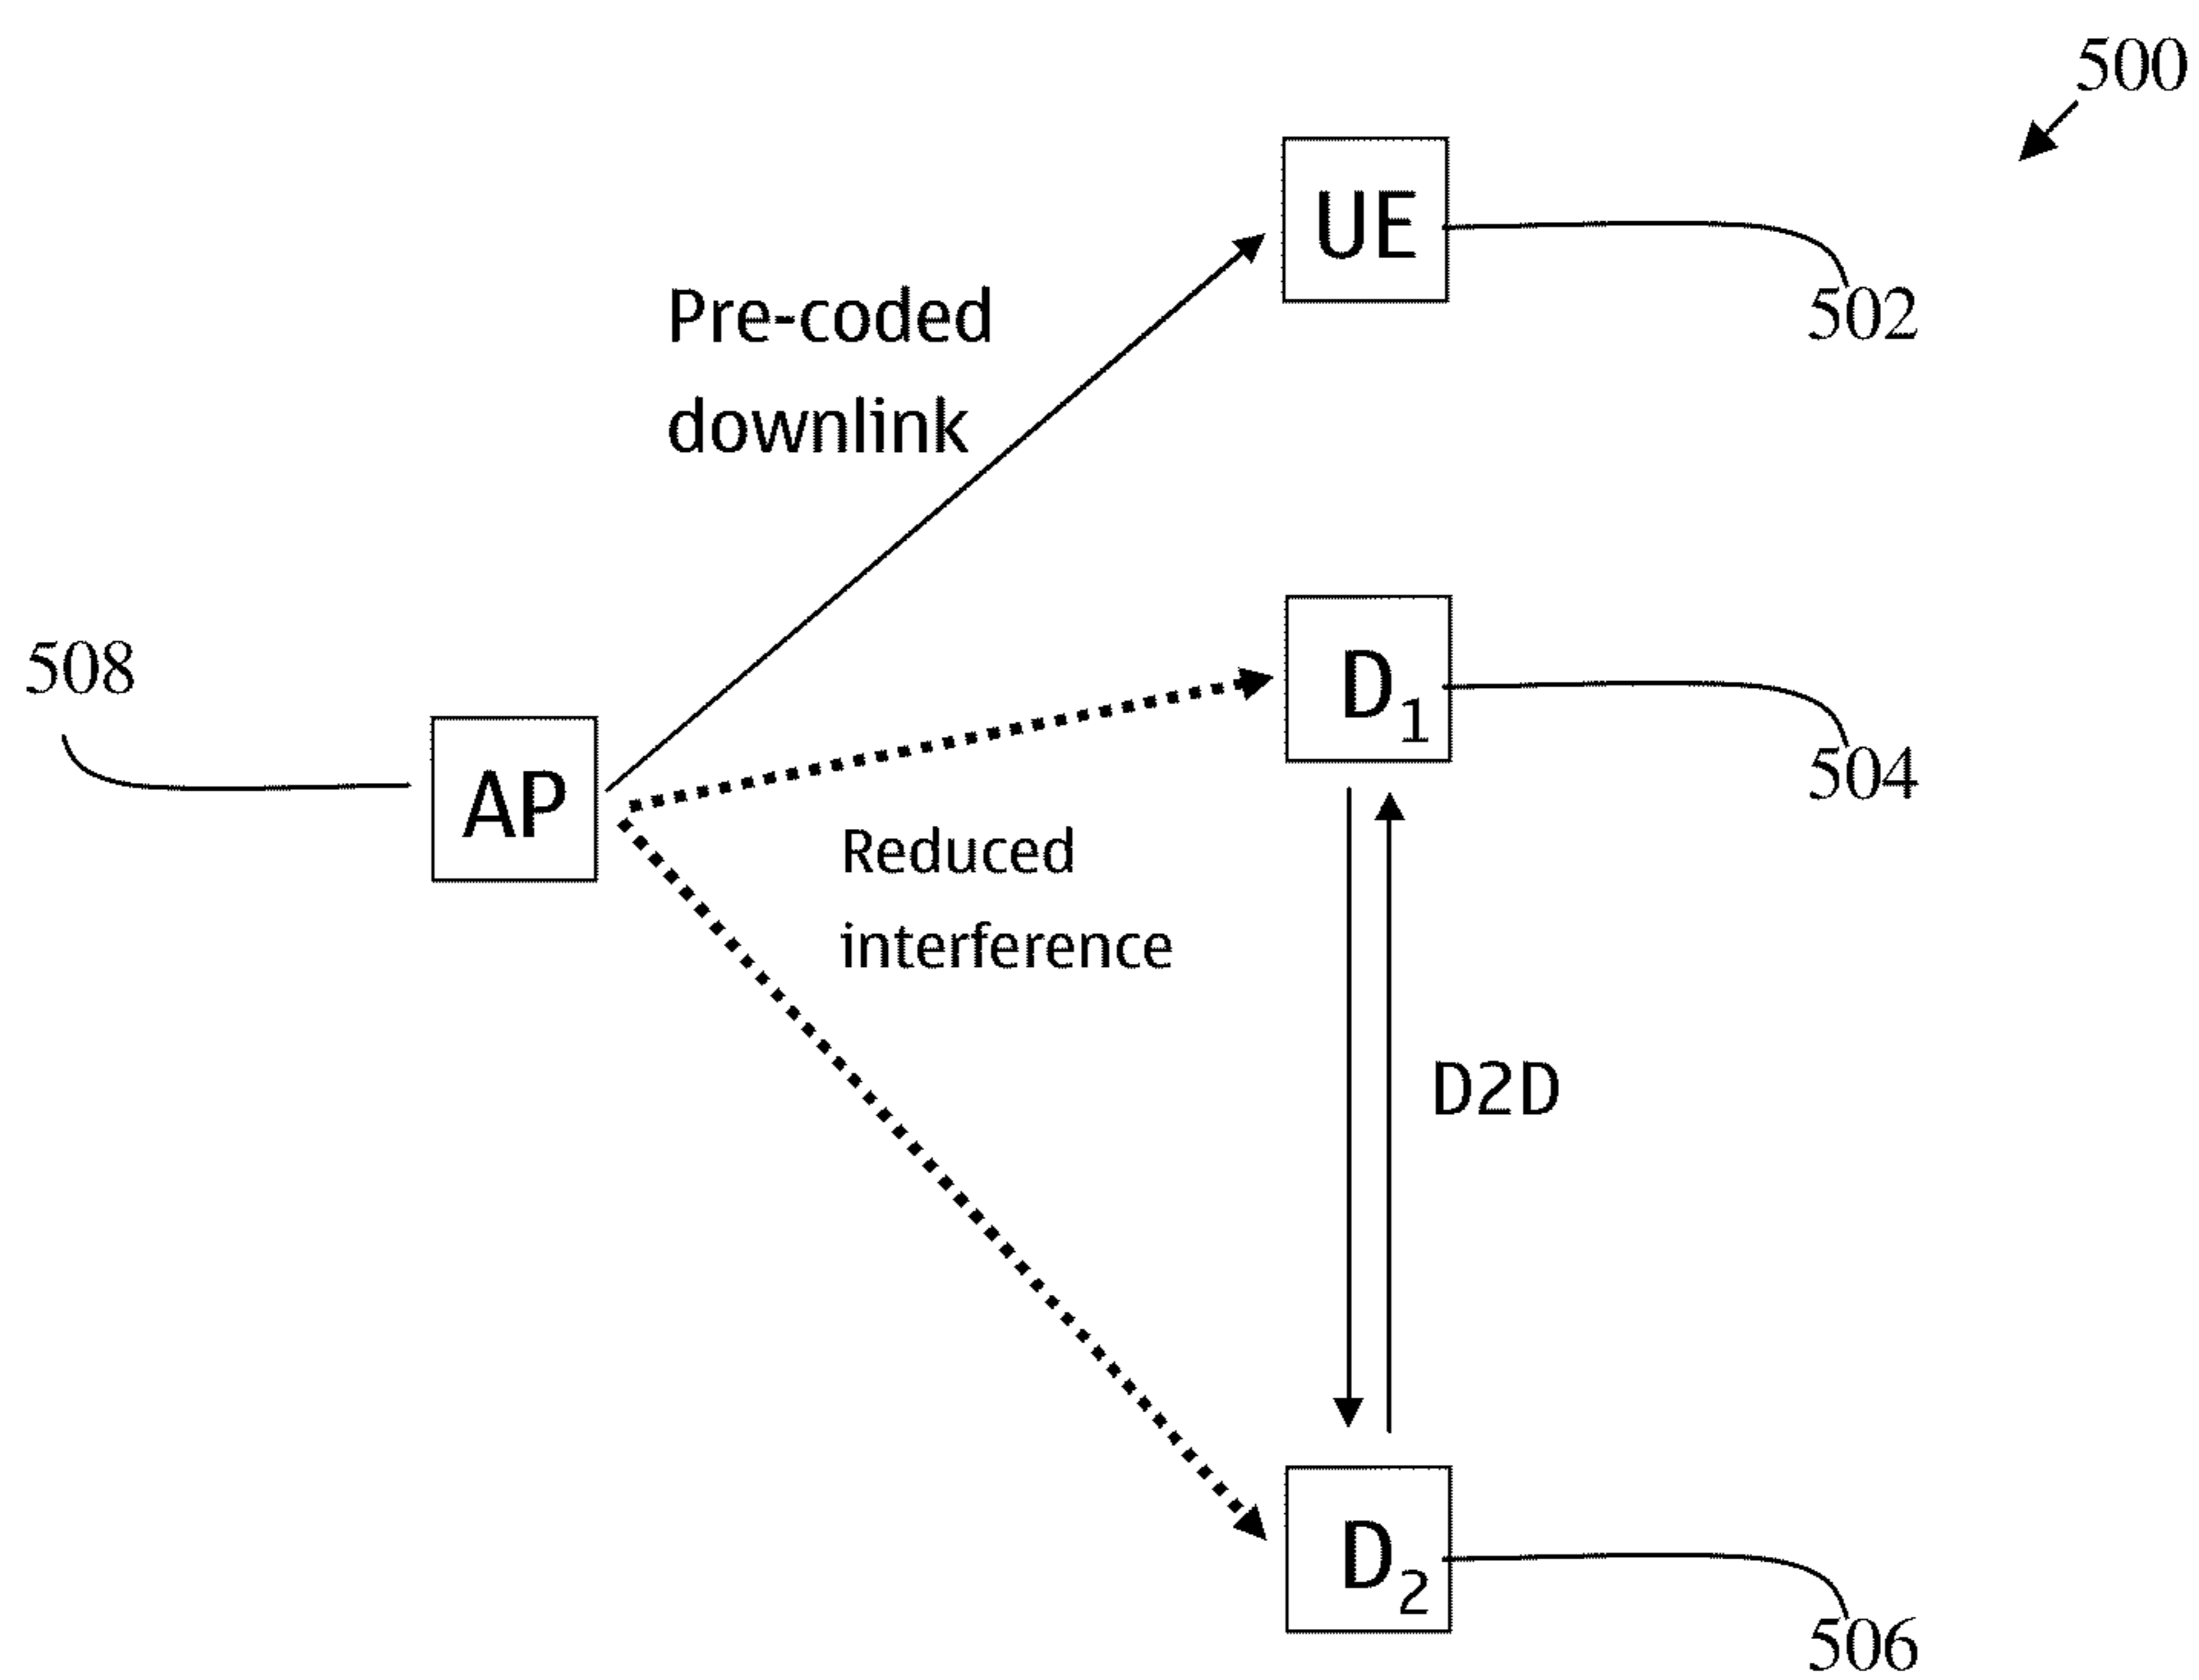 500
UE
502
Pre-coded
downlink
508
AP
D1
504
Reduced
interference
D2D
D2
506